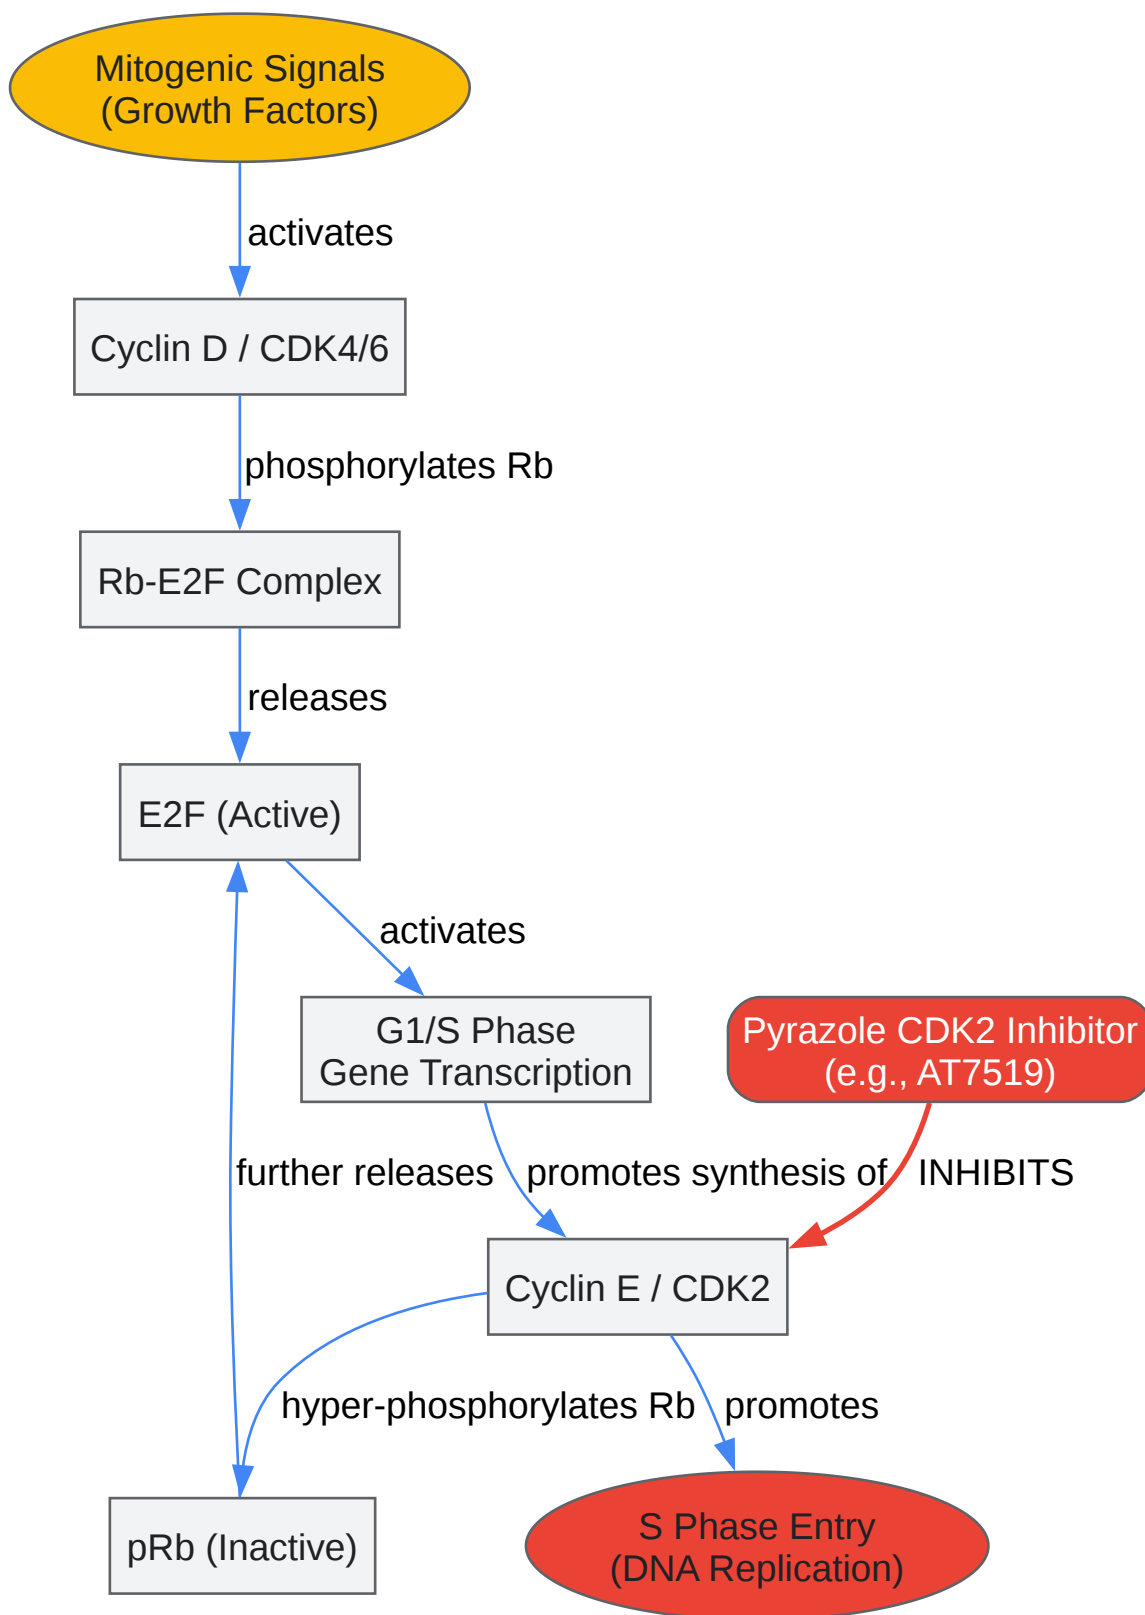 Mitogenic Signals
(Growth Factors)
activates
Cyclin D / CDK4/6
phosphorylates Rb
Rb-E2F Complex
releases
E2F (Active)
activates
G1/S Phase
Gene Transcription
Pyrazole CDK2 Inhibitor
(e.g., AT7519)
further releases
promotes synthesis of
INHIBITS
Cyclin E / CDK2
hyper-phosphorylates Rb
promotes
pRb (Inactive)
S Phase Entry
(DNA Replication)